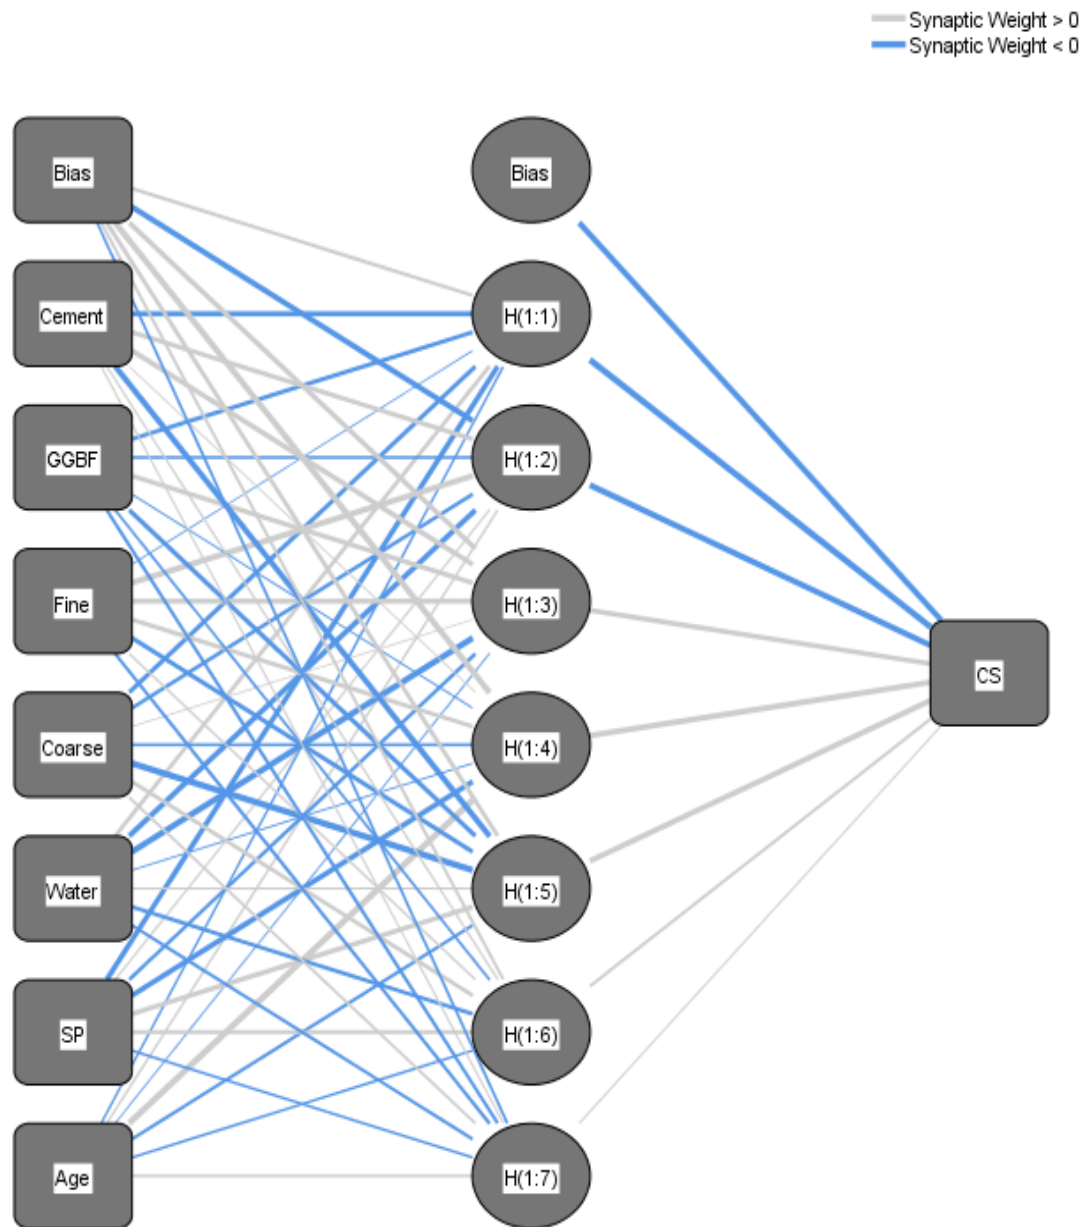 Synaptic Weight > 0
Synaptic Weight < 0
Bias
Cement
GGBF
Fine
Coarse
Water
SP
Age
Bias
H(1:1)
H(1:2)
H(1:3)
H(1:4)
H(1:5)
H(1:6)
H(1:7)
CS